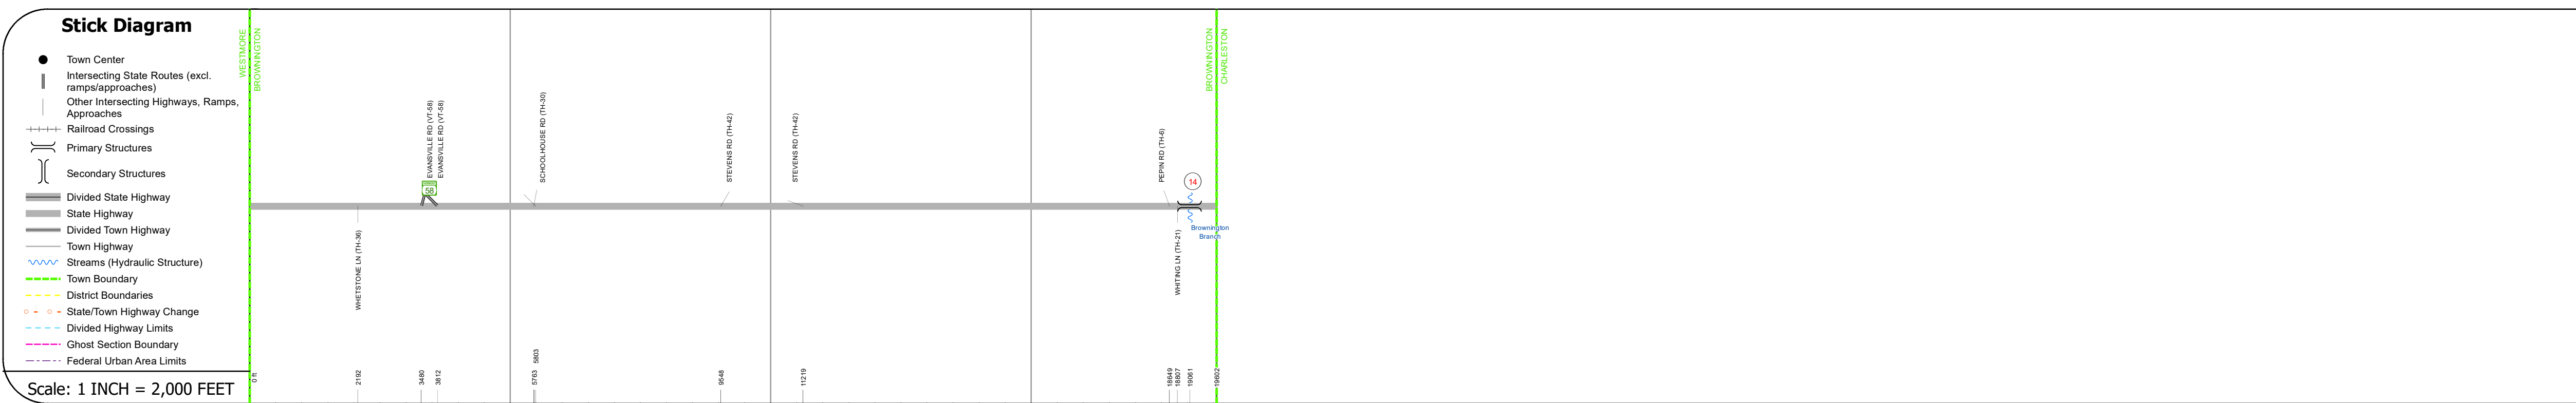 Stick Diagram
Town Center
Intersecting State Routes (excl.
ramps/approaches)
Other Intersecting Highways, Ramps,
Approaches
Railroad Crossings
Primary Structures
Secondary Structures
Divided State Highway
State Highway
Divided Town Highway
Town Highway
Streams (Hydraulic Structure)
Town Boundary
District Boundaries
State/Town Highway Change
Divided Highway Limits
Ghost Section Boundary
Federal Urban Area Limits
Scale: 1 INCH = 2,000 FEET
WESTMORE
BROWNINGTON
WHETSTONE LN (TH-36)
EVANSVILLE RD (VT-58)
EVANSVILLE RD (VT-58)
58
SCHOOLHOUSE RD (TH-30)
STEVENS RD (TH-42)
STEVENS RD (TH-42)
PEPIN RD (TH-6)
WHITING LN (TH-21)
14
Brownington
Branch
BROWNINGTON
CHARLESTON
0 ft
2192
3480
3812
5763
5803
9548
11219
18649
18807
19061
19602